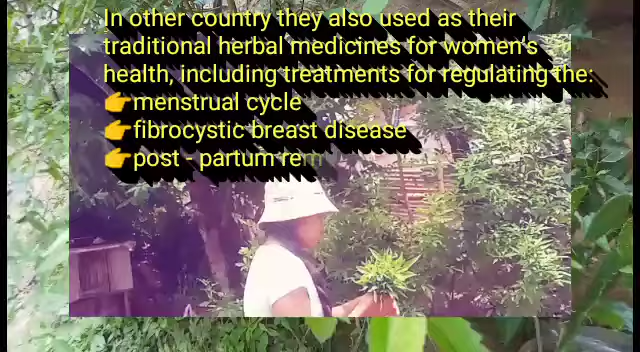 In other country they also used as their
traditional herbal medicines for women's
health, including treatments for regulating the:
👉menstrual cycle
👉fibrocystic breast disease
👉post - partum rem